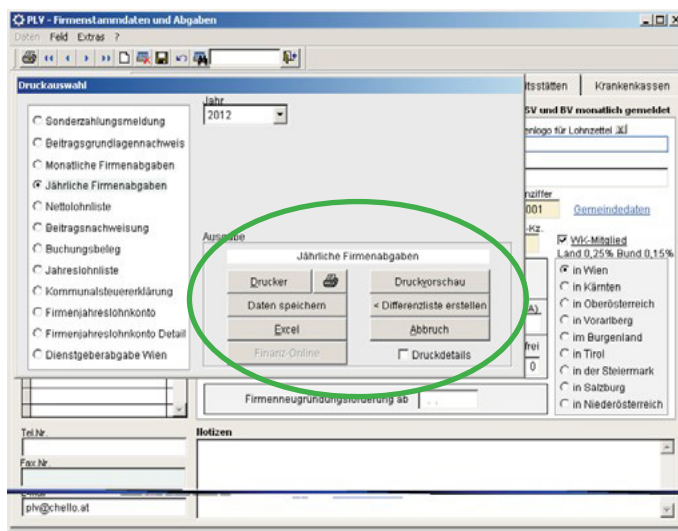 PLV - Firmenstammdaten und Abgaben
Daten Feld Extras ?
Druckauswahl
itsstätten Krankenkassen
Jahr
SV und BV monatlich gemeldet
2012
enlogo für Lohnzettel
Sonderzahlungsmeldung
Beitragsgrundlagennachweis
Monatliche Firmenabgaben
Jährliche Firmenabgaben
Nettolohnliste
Beitragsnachweisung
Buchungsbeleg
Jahreslohnliste
Kommunalsteuererklärung
Firmenjahreslohnkonto
Firmenjahreslohnkonto Detail
Dienstgeberabgabe Wien
Ausgabe
Jährliche Firmenabgaben
Drucker Druckvorschau
Daten speichern < Differenzliste erstellen
Excel Abbruch
Finanz-Online Druckdetails
nziffer
001 Gemeindedaten
-Kz.
WK-Mitglied
Land 0,25% Bund 0,15%
in Wien
in Kärnten
in Oberösterreich
in Vorarlberg
im Burgenland
in Tirol
in der Steiermark
in Salzburg
in Niederösterreich
A)
frei
0
Firmenneugründungsförderung ab . .
Tel.Nr. Notizen
Fax.Nr.
plv@chello.at